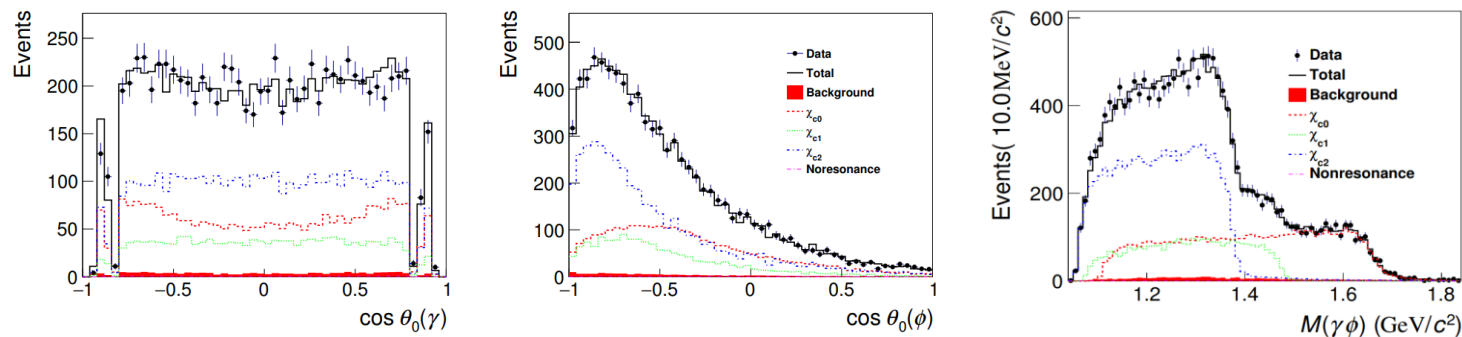 Events
250
200
150
100
50
0
−1
−0.5
0
0.5
1
cos θ₀(γ)
Events
500
400
300
200
100
0
−1
−0.5
0
0.5
1
Data
Total
Background
χc0
χc1
χc2
Noresonance
cos θ₀(ϕ)
Events( 10.0MeV/c²)
600
400
200
0
1.2
1.4
1.6
1.8
Data
Total
Background
χc0
χc1
χc2
Nonresonance
M(γϕ) (GeV/c²)